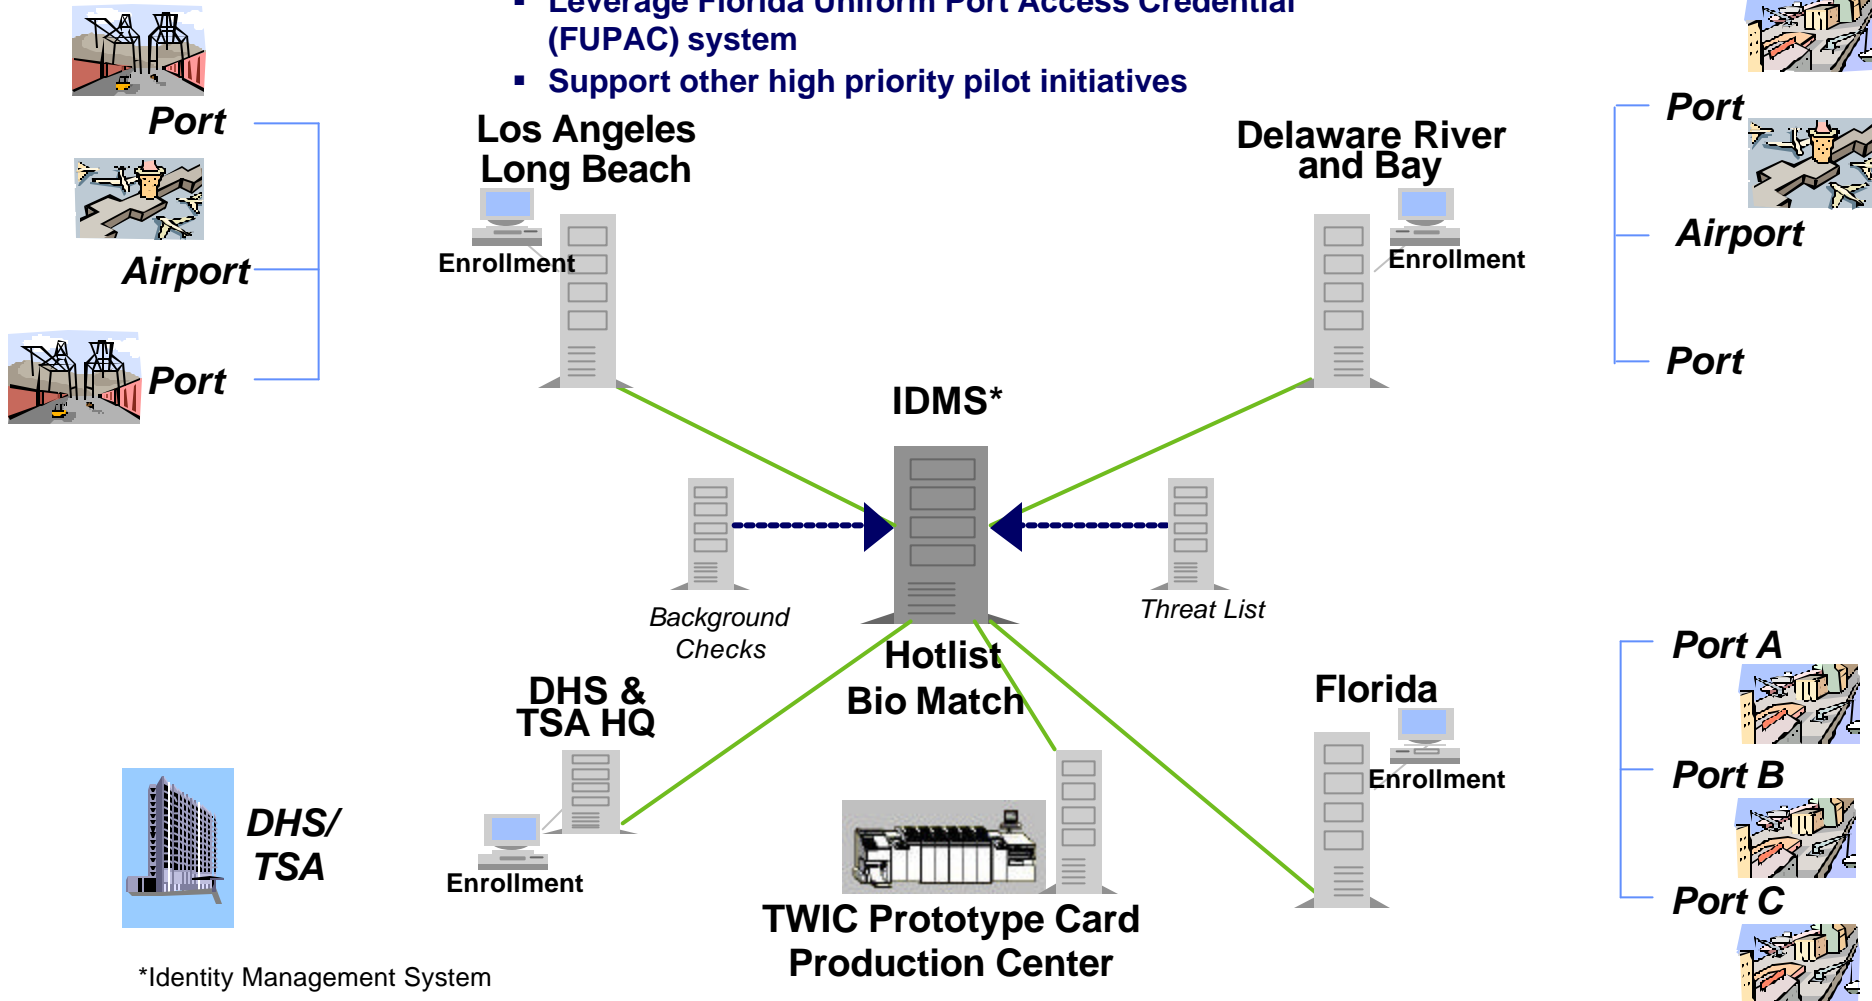 ▪ Leverage Florida Uniform Port Access Credential
(FUPAC) system
▪ Support other high priority pilot initiatives
Port
Airport
Port
Los Angeles
Long Beach
Enrollment
Delaware River
and Bay
Enrollment
Port
Airport
Port
IDMS*
Background
Checks
Threat List
Hotlist
Bio Match
DHS &
TSA HQ
Enrollment
DHS/
TSA
TWIC Prototype Card
Production Center
Florida
Enrollment
Port A
Port B
Port C
*Identity Management System